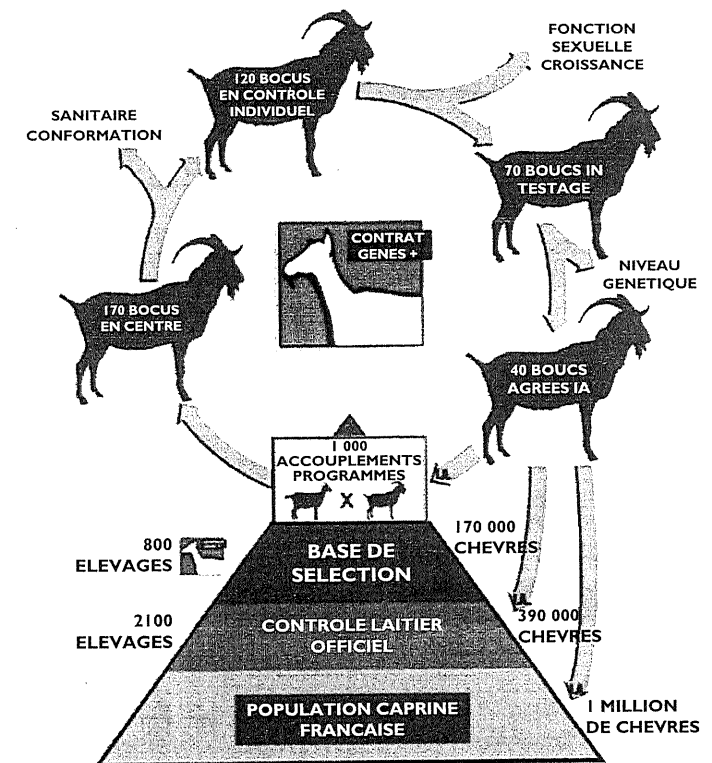 FONCTION
SEXUELLE
CROISSANCE
120 BOCUS
EN CONTROLE
INDIVIDUEL
SANITAIRE
CONFORMATION
70 BOUCS IN
TESTAGE
CONTRAT
GENES +
NIVEAU
GENETIQUE
170 BOCUS
EN CENTRE
40 BOUCS
AGREES IA
1 000
ACCOUPLEMENTS
PROGRAMMES
X
I.A.
800
ELEVAGES
BASE DE
SELECTION
170 000
CHEVRES
I.A.
2100
ELEVAGES
CONTROLE LAITIER
OFFICIEL
390 000
CHEVRES
I.A.
POPULATION CAPRINE
FRANCAISE
1 MILLION
DE CHEVRES